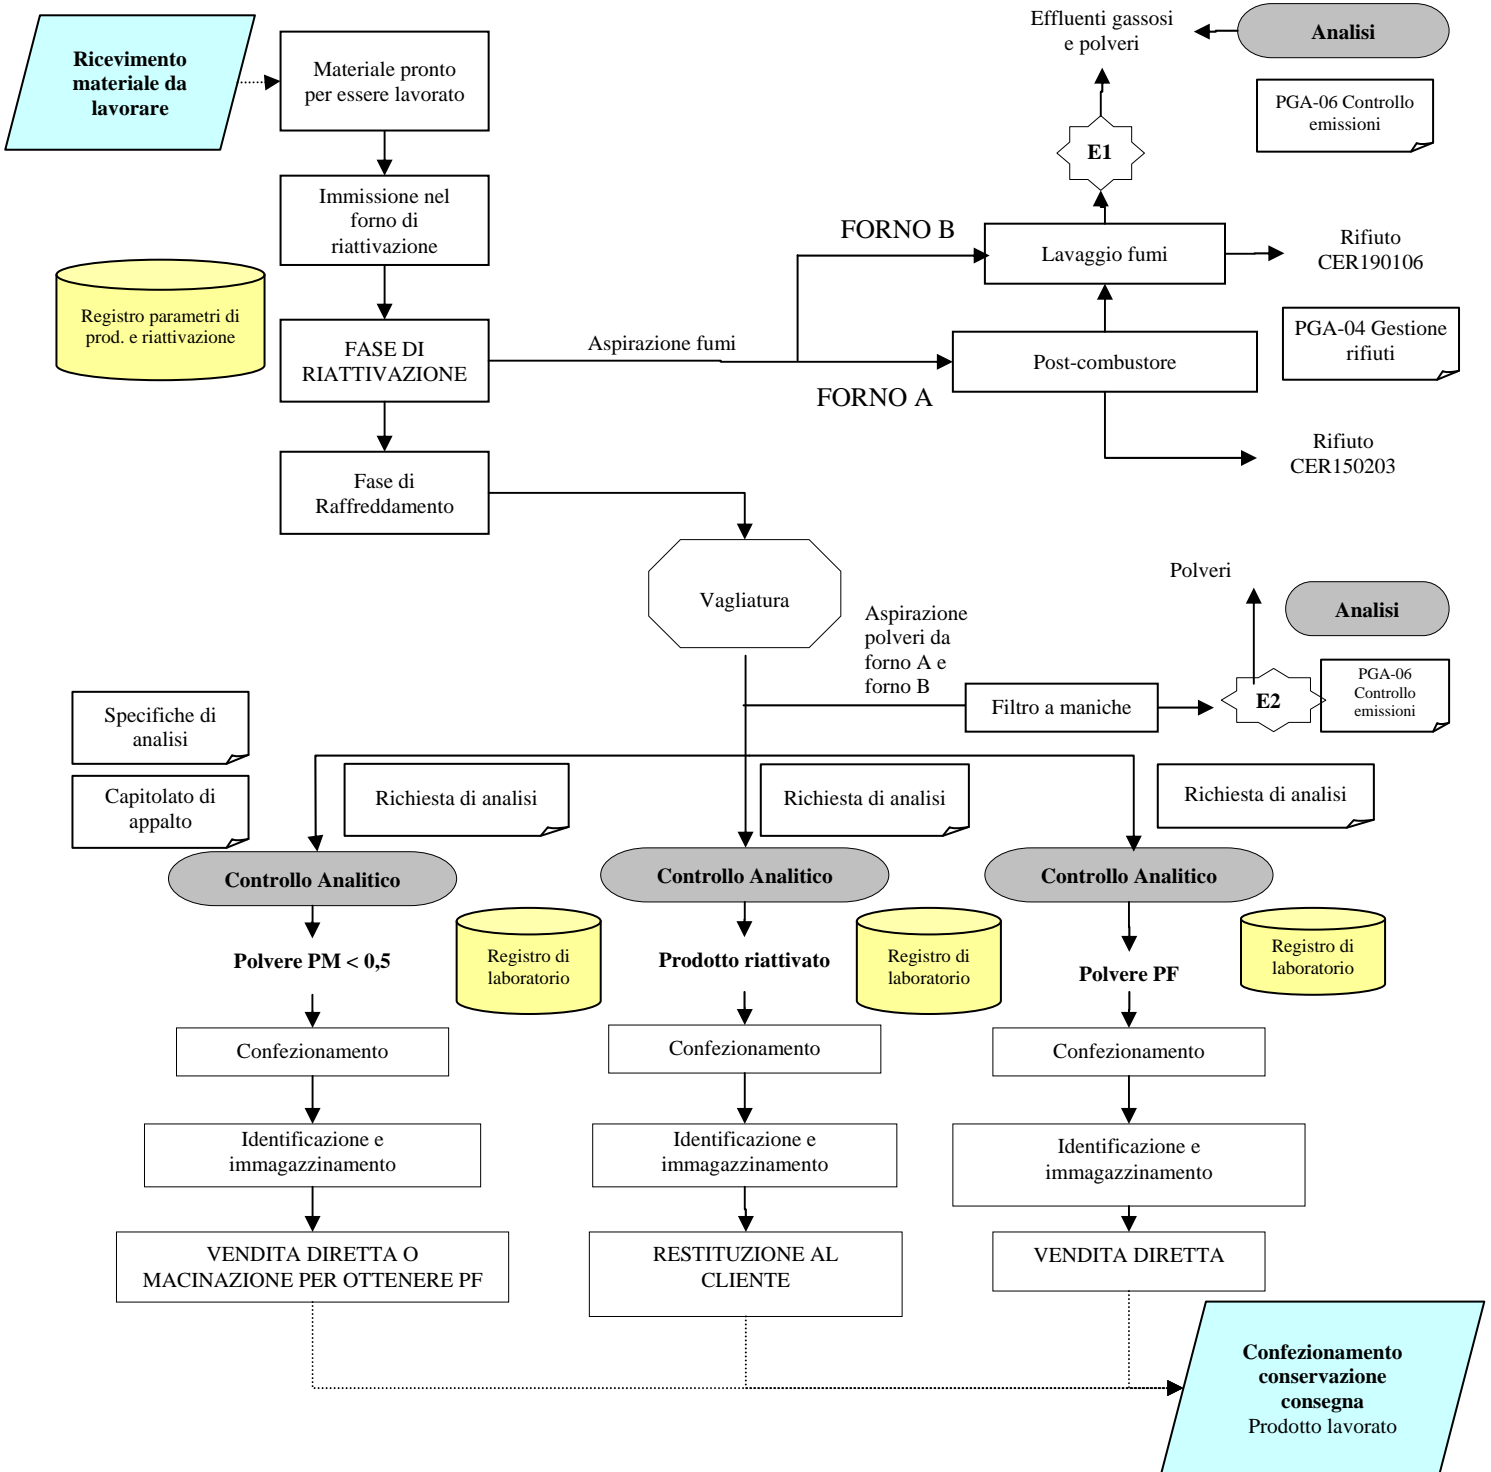 Effluenti gassosi
e polveri
Analisi
Ricevimento
materiale da
lavorare
Materiale pronto
per essere lavorato
PGA-06 Controllo
emissioni
E1
Immissione nel
forno di
riattivazione
FORNO B
Lavaggio fumi
Rifiuto
CER190106
Registro parametri di
prod. e riattivazione
FASE DI
RIATTIVAZIONE
Aspirazione fumi
Post-combustore
PGA-04 Gestione
rifiuti
FORNO A
Rifiuto
CER150203
Fase di
Raffreddamento
Vagliatura
Polveri
Analisi
Aspirazione
polveri da
forno A e
forno B
Filtro a maniche
E2
PGA-06
Controllo
emissioni
Specifiche di
analisi
Capitolato di
appalto
Richiesta di analisi
Richiesta di analisi
Richiesta di analisi
Controllo Analitico
Controllo Analitico
Controllo Analitico
Polvere PM < 0,5
Registro di
laboratorio
Prodotto riattivato
Registro di
laboratorio
Polvere PF
Registro di
laboratorio
Confezionamento
Confezionamento
Confezionamento
Identificazione e
immagazzinamento
Identificazione e
immagazzinamento
Identificazione e
immagazzinamento
VENDITA DIRETTA O
MACINAZIONE PER OTTENERE PF
RESTITUZIONE AL
CLIENTE
VENDITA DIRETTA
Confezionamento
conservazione
consegna
Prodotto lavorato